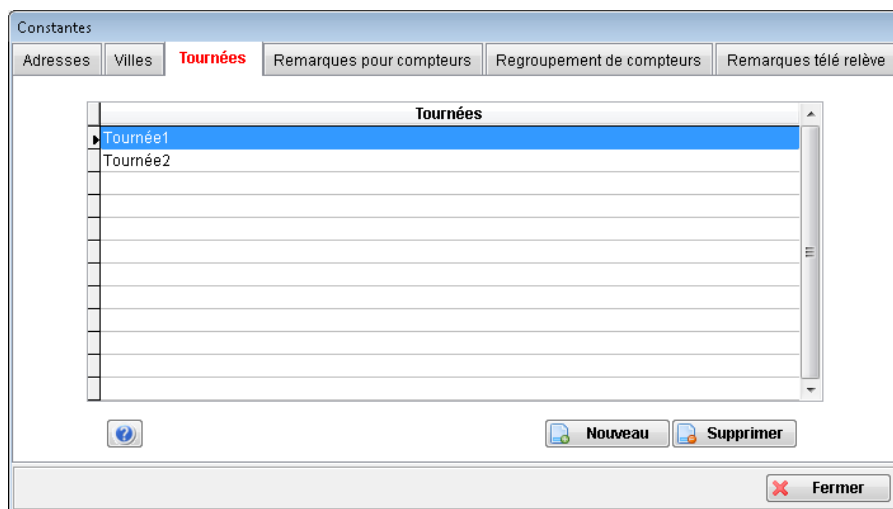 Constantes
Adresses Villes Tournées Remarques pour compteurs Regroupement de compteurs Remarques télé relève
Tournées
Tournée1
Tournée2
Nouveau Supprimer
Fermer